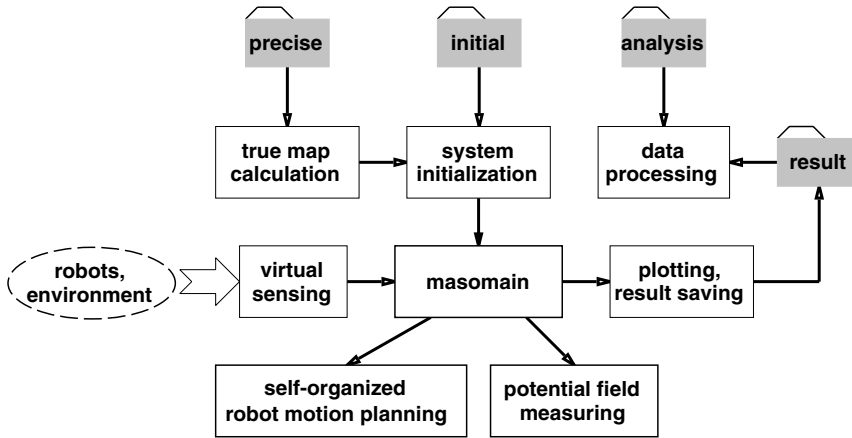 precise
initial
analysis
true map
calculation
system
initialization
data
processing
result
robots,
environment
virtual
sensing
masomain
plotting,
result saving
self-organized
robot motion planning
potential field
measuring